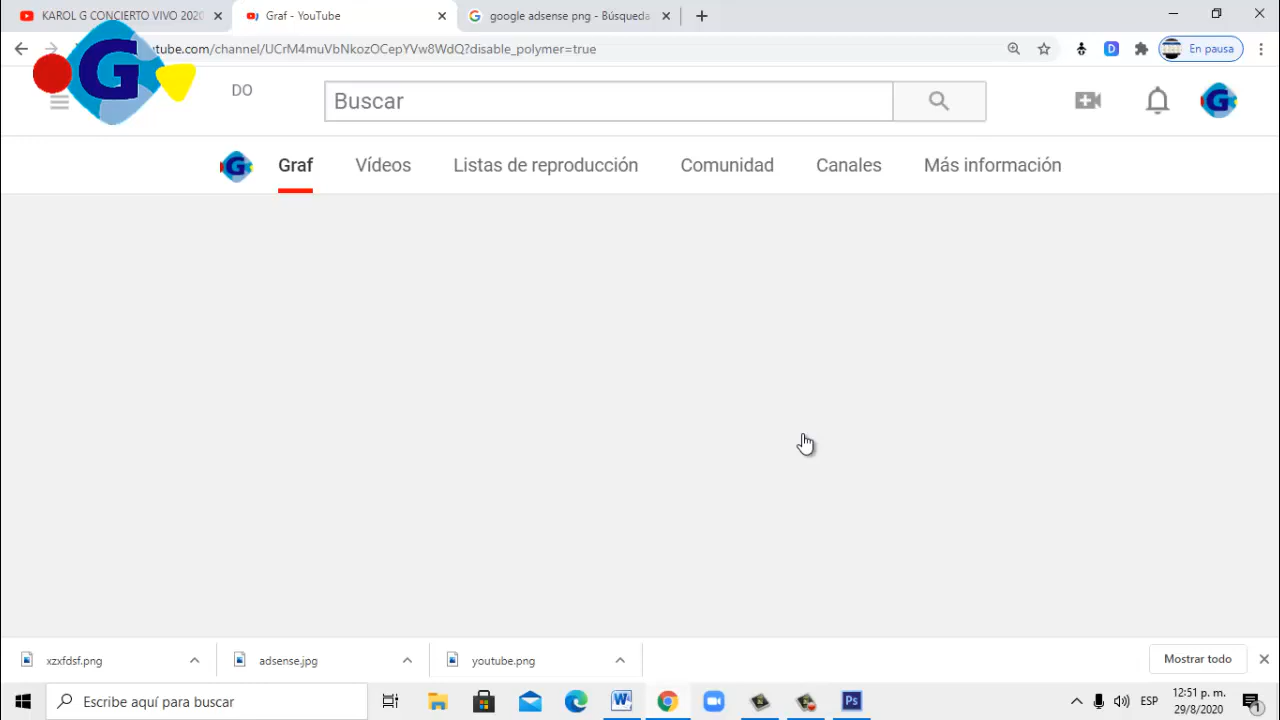 KAROL G CONCIERTO VIVO 2020
Graf - YouTube
google adsense png - Búsqueda
tube.com/channel/UCrM4muVbNkozOCepYVw8WdQ?disable_polymer=true
En pausa
G
DO
Buscar
Graf
Vídeos
Listas de reproducción
Comunidad
Canales
Más información
xzxfdsf.png
adsense.jpg
youtube.png
Mostrar todo
Escribe aquí para buscar
ESP
12:51 p. m.
29/8/2020